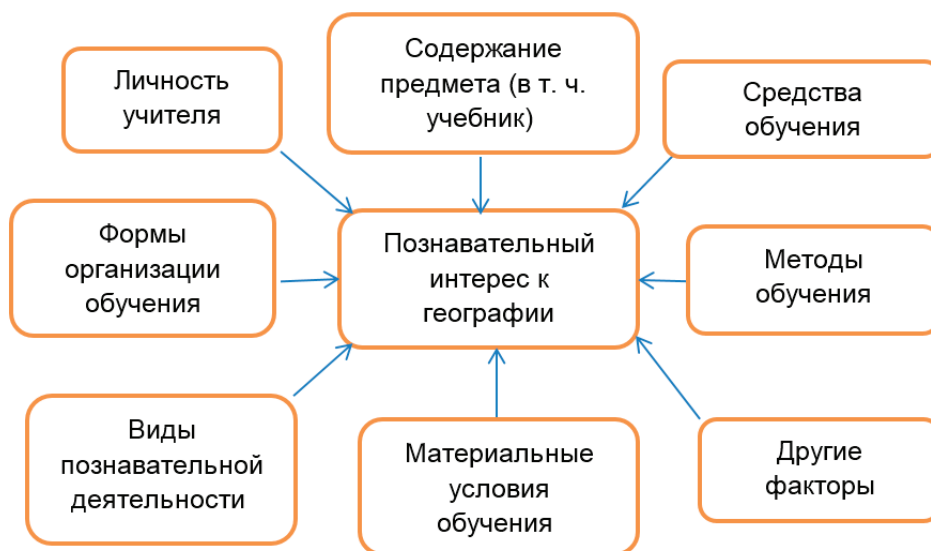 Личность
учителя
Содержание
предмета (в т. ч.
учебник)
Средства
обучения
Формы
организации
обучения
Познавательный
интерес к
географии
Методы
обучения
Виды
познавательной
деятельности
Материальные
условия
обучения
Другие
факторы